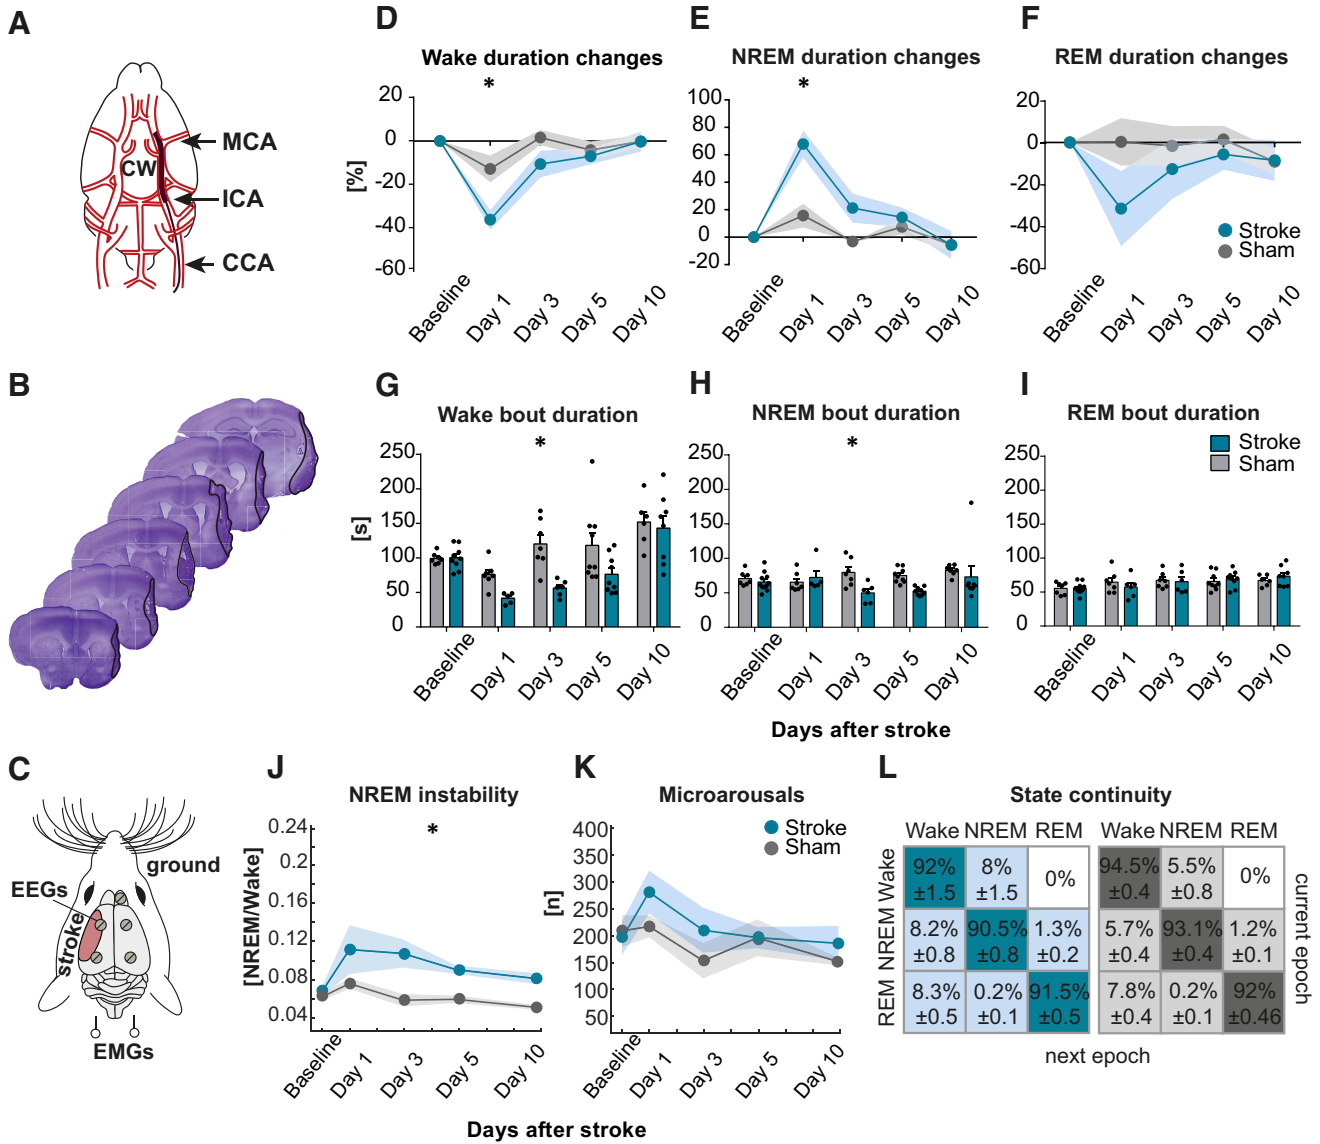 A
MCA
CW
ICA
CCA
B
C
ground
EEGs
stroke
EMGs
D
Wake duration changes
*
20
0
-20
-40
-60
[%]
Baseline
Day 1
Day 3
Day 5
Day 10
E
NREM duration changes
*
100
80
60
40
20
0
-20
Baseline
Day 1
Day 3
Day 5
Day 10
F
REM duration changes
20
0
-20
-40
-60
Stroke
Sham
Baseline
Day 1
Day 3
Day 5
Day 10
G
Wake bout duration
*
250
200
150
100
50
0
[s]
Baseline
Day 1
Day 3
Day 5
Day 10
H
NREM bout duration
*
250
200
150
100
50
0
Baseline
Day 1
Day 3
Day 5
Day 10
I
REM bout duration
Stroke
Sham
250
200
150
100
50
0
Baseline
Day 1
Day 3
Day 5
Day 10
Days after stroke
J
NREM instability
*
0.24
0.2
0.16
0.12
0.08
0.04
[NREM/Wake]
Baseline
Day 1
Day 3
Day 5
Day 10
K
Microarousals
Stroke
Sham
400
350
300
250
200
150
100
50
[n]
Baseline
Day 1
Day 3
Day 5
Day 10
Days after stroke
L
State continuity
Wake NREM REM Wake NREM REM
Wake
92% 8% 0% 94.5% 5.5% 0%
±1.5 ±1.5 ±0.4 ±0.8
NREM
8.2% 90.5% 1.3% 5.7% 93.1% 1.2%
±0.8 ±0.8 ±0.2 ±0.4 ±0.4 ±0.1
REM
8.3% 0.2% 91.5% 7.8% 0.2% 92%
±0.5 ±0.1 ±0.5 ±0.4 ±0.1 ±0.46
current epoch
next epoch